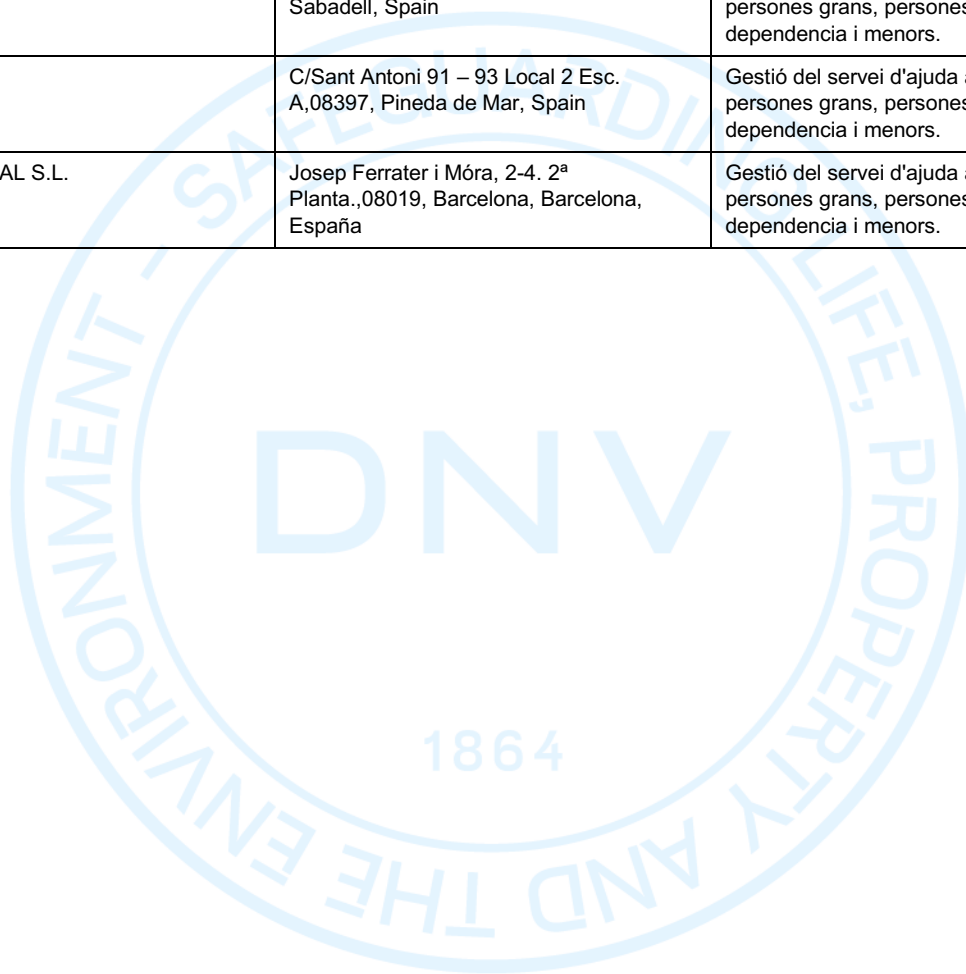 Sabadell, Spain
persones grans, persones
dependencia i menors.
C/Sant Antoni 91 – 93 Local 2 Esc.
A,08397, Pineda de Mar, Spain
Gestió del servei d'ajuda a
persones grans, persones
dependencia i menors.
AL S.L.
Josep Ferrater i Móra, 2-4. 2ª
Planta.,08019, Barcelona, Barcelona,
España
Gestió del servei d'ajuda a
persones grans, persones
dependencia i menors.
SAFEGUARDING LIFE, PROPERTY AND THE ENVIRONMENT –
DNV
1864